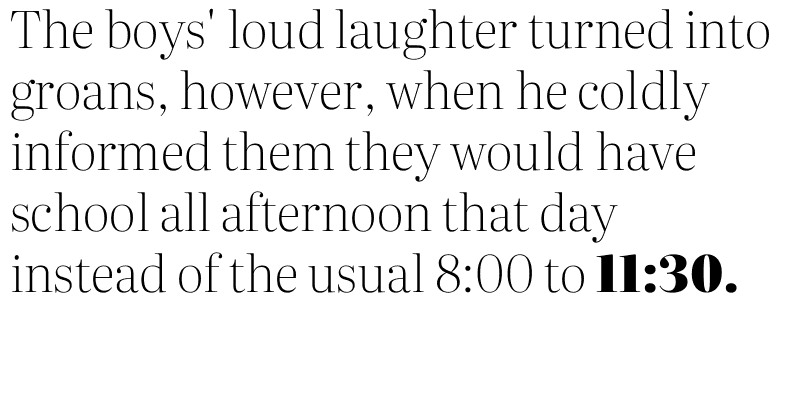 The boys' loud laughter turned into
groans, however, when he coldly
informed them they would have
school all afternoon that day
instead of the usual 8:00 to 11:30.